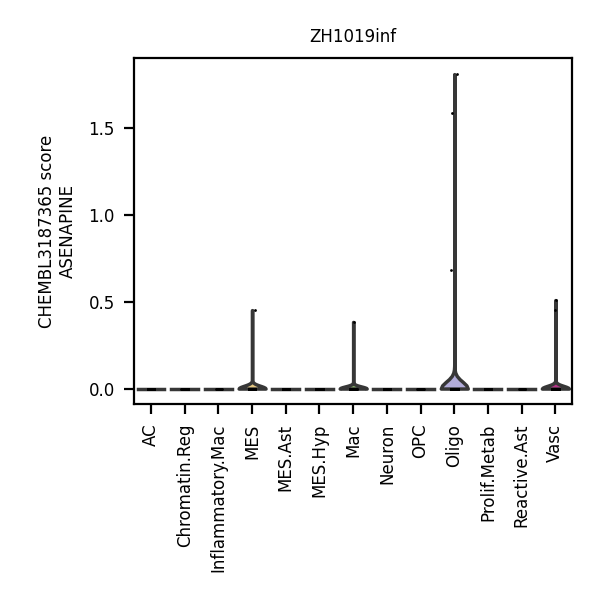 ZH1019inf
CHEMBL3187365 score
ASENAPINE
1.5
1.0
0.5
0.0
AC
Chromatin.Reg
Inflammatory.Mac
MES
MES.Ast
MES.Hyp
Mac
Neuron
OPC
Oligo
Prolif.Metab
Reactive.Ast
Vasc